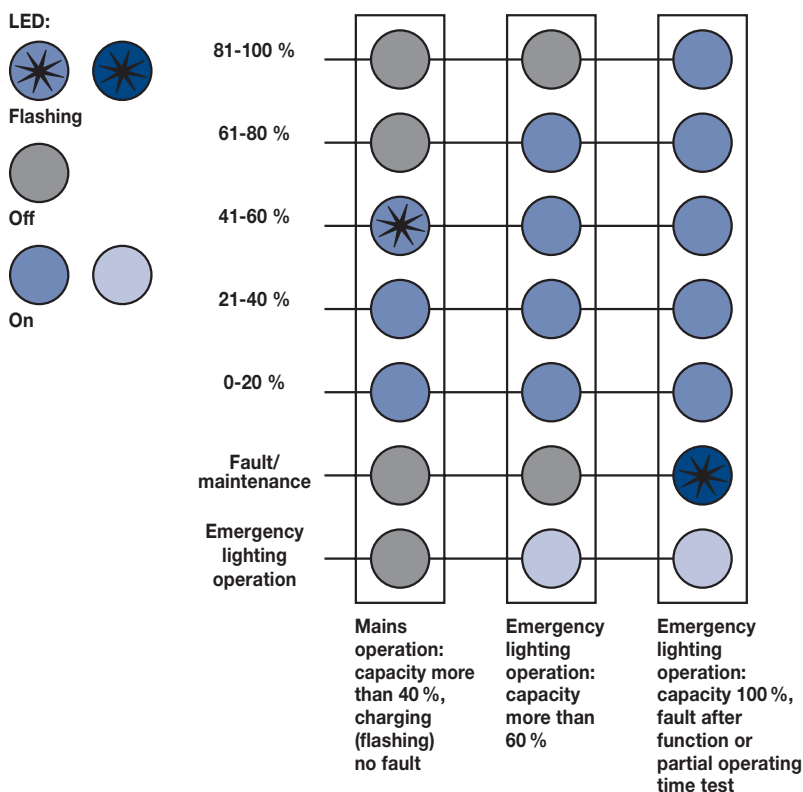 LED:
Flashing
Off
On
81-100 %
61-80 %
41-60 %
21-40 %
0-20 %
Fault/
maintenance
Emergency
lighting
operation
Mains
operation:
capacity more
than 40 %,
charging
(flashing)
no fault
Emergency
lighting
operation:
capacity
more than
60 %
Emergency
lighting
operation:
capacity 100 %,
fault after
function or
partial operating
time test